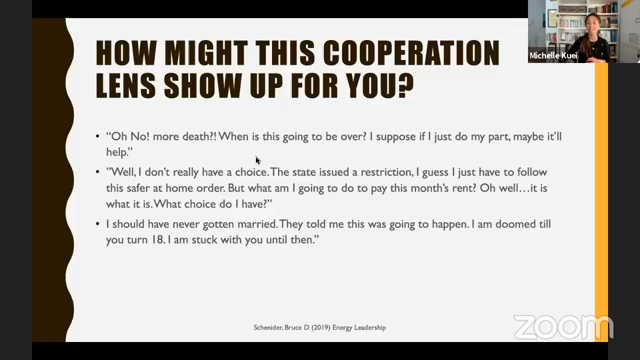 Michelle Kuei
HOW MIGHT THIS COOPERATION
LENS SHOW UP FOR YOU?
• "Oh No! more death?! When is this going to be over? I suppose if I just do my part, maybe it'll
help."
• "Well, I don't really have a choice. The state issued a restriction, I guess I just have to follow
this safer at home order. But what am I going to do to pay this month's rent? Oh well…it is
what it is. What choice do I have?"
• I should have never gotten married. They told me this was going to happen. I am doomed till
you turn 18. I am stuck with you until then."
Schenider, Bruce D. (2019) Energy Leadership
zoom